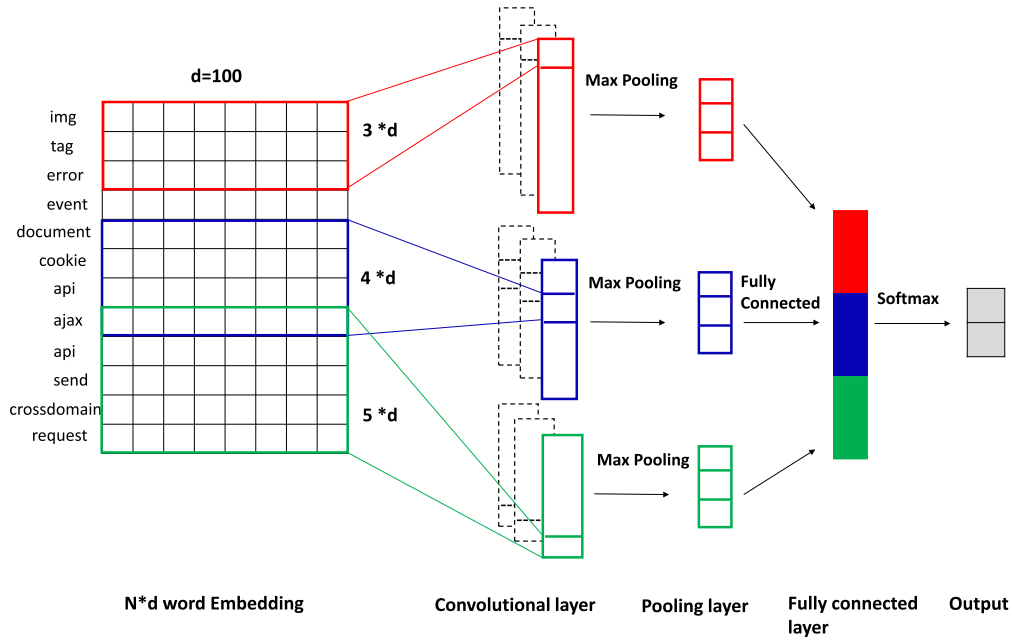 d=100
img
tag
error
event
document
cookie
api
ajax
api
send
crossdomain
request
3 *d
4 *d
5 *d
Max Pooling
Max Pooling
Max Pooling
Fully
Connected
Softmax
N*d word Embedding
Convolutional layer
Pooling layer
Fully connected
layer
Output